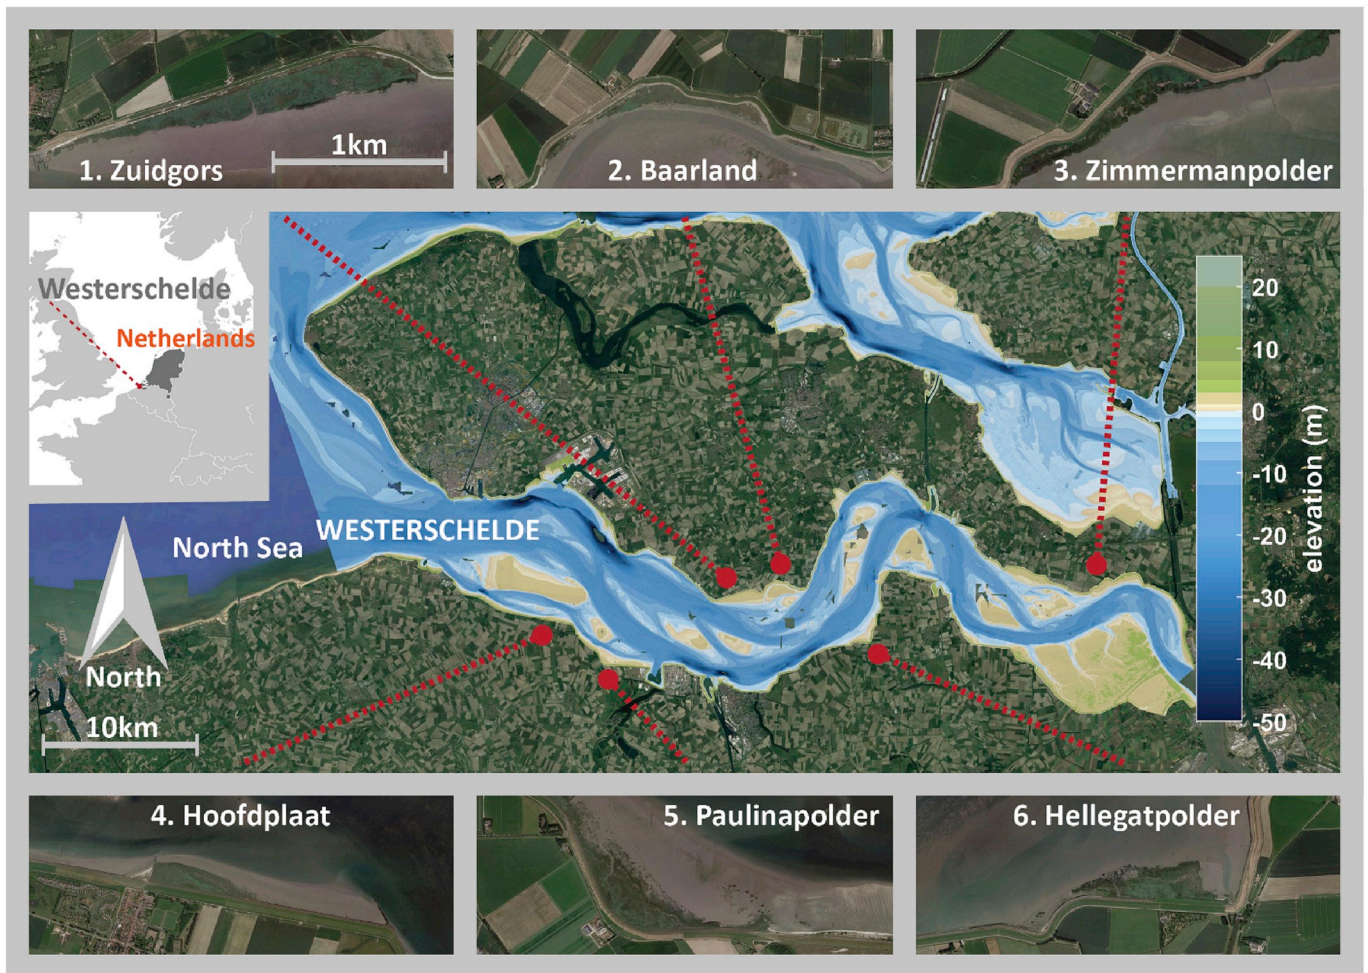 1km
1. Zuidgors
2. Baarland
3. Zimmermanpolder
Westerschelde
Netherlands
WESTERSCHELDE
North Sea
North
10km
20
10
0
-10
-20
-30
-40
-50
elevation (m)
4. Hoofdplaat
5. Paulinapolder
6. Hellegatpolder